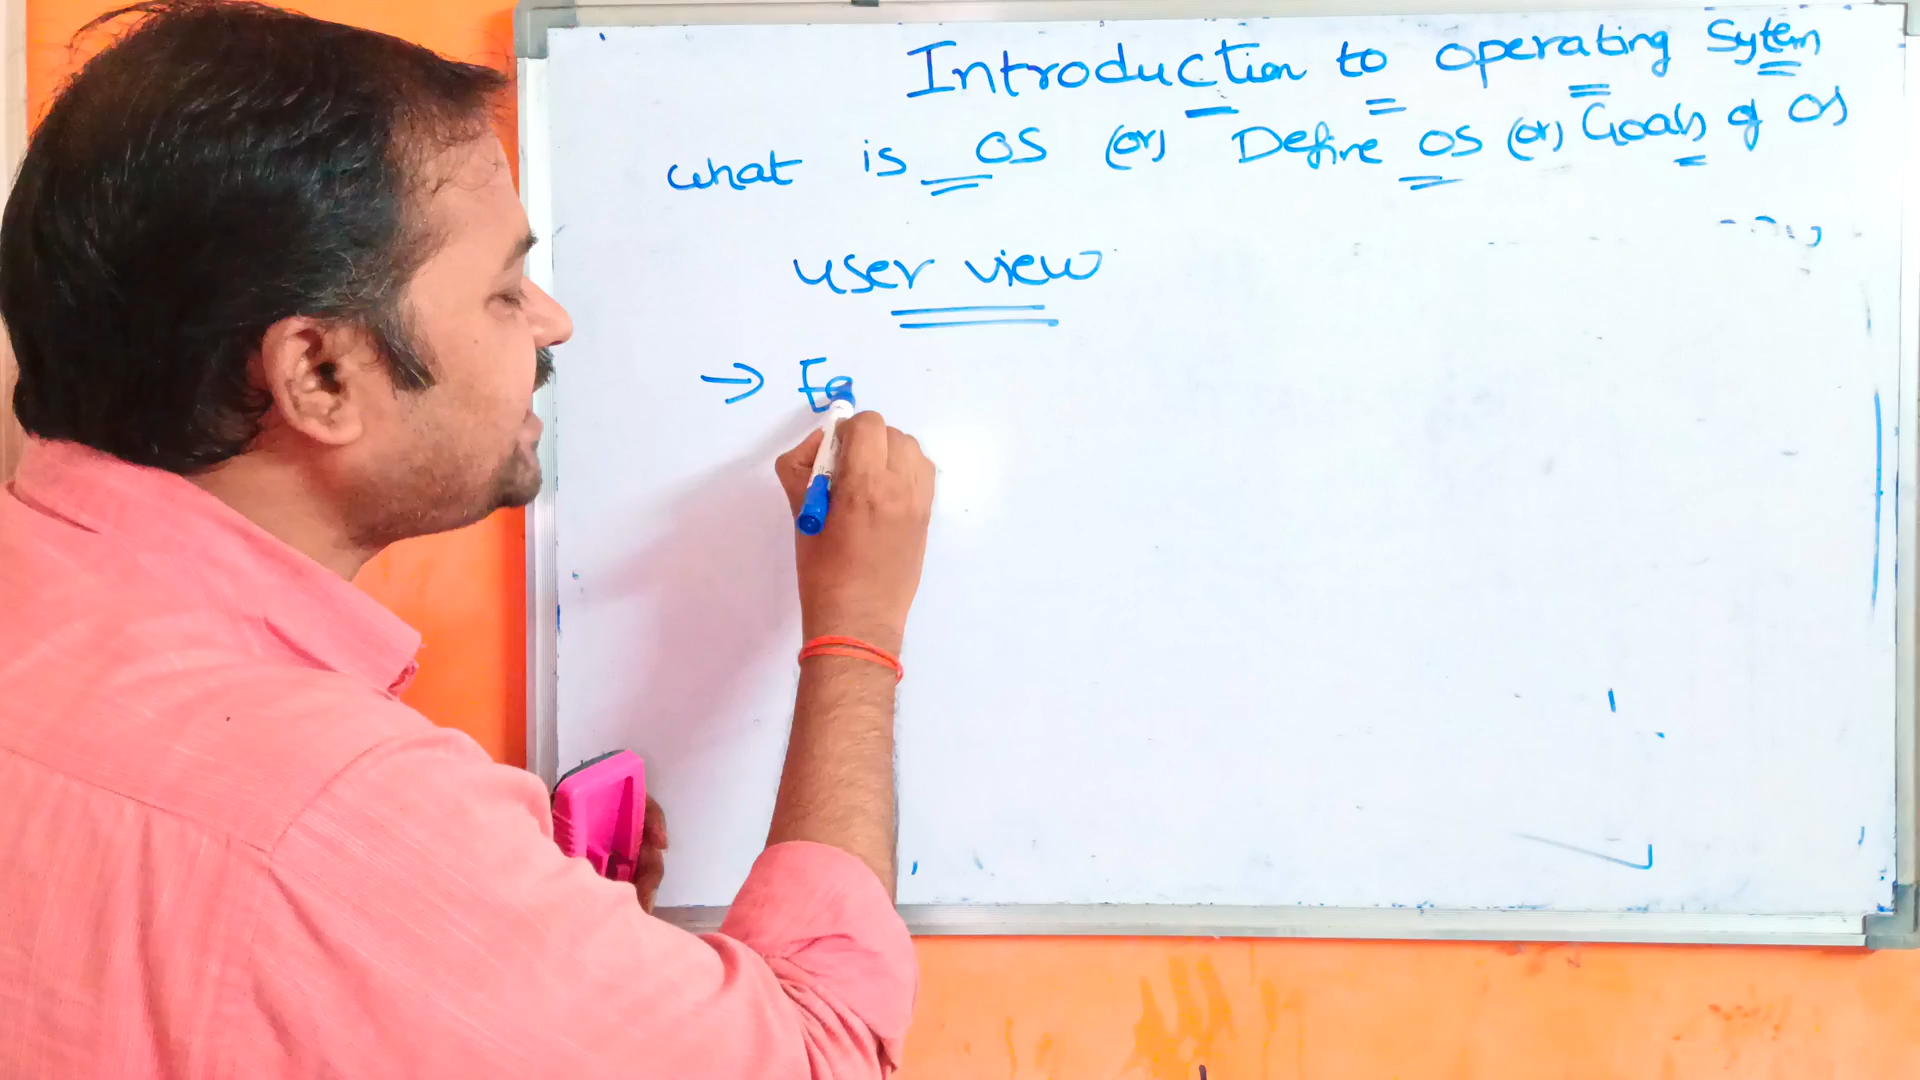 Introduction to operating Sytem
what is OS (or) Define OS (or) Goals of OS
user view
→ Ea